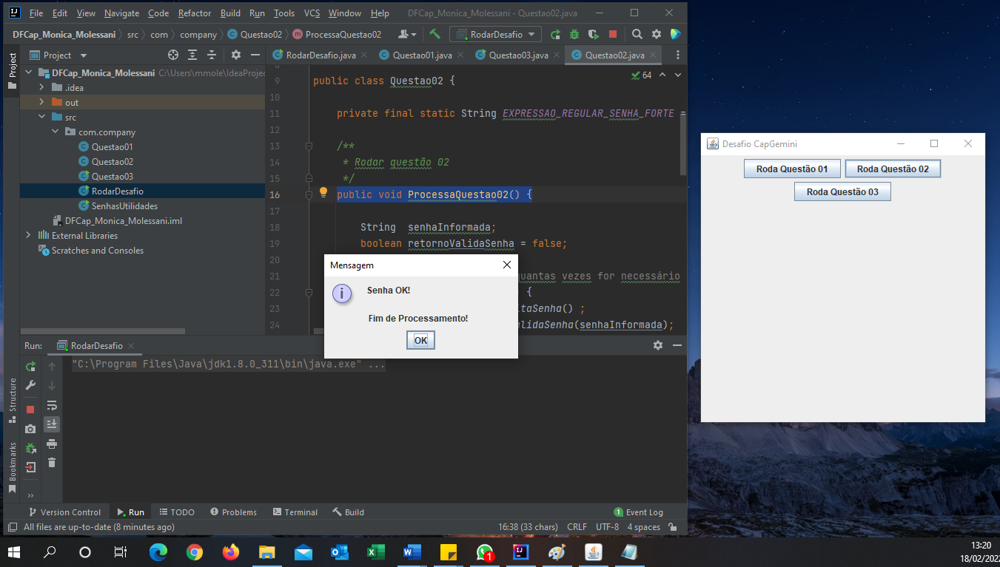 File Edit View Navigate Code Refactor Build Run Tools VCS Window Help DFCap_Monica_Molessani - Questao02.java
DFCap_Monica_Molessani src com company Questao02 ProcessaQuestao02 RodarDesafio
Project
RodarDesafio.java Questao01.java Questao03.java Questao02.java
Project
DFCap_Monica_Molessani C:\Users\mmole\IdeaProjec
.idea
out
src
com.company
Questao01
Questao02
Questao03
RodarDesafio
SenhasUtilidades
DFCap_Monica_Molessani.iml
External Libraries
Scratches and Consoles
64
9 public class Questao02 {
10
11 private final static String EXPRESSAO_REGULAR_SENHA_FORTE =
12
13 /**
14 * Rodar questão 02
15 */
16 public void ProcessaQuestao02() {
17
18 String senhaInformada;
19 boolean retornoValidaSenha = false;
20
21 quantas vezes for necessário
22 {
23 taSenha() ;
24 alidaSenha(senhaInformada);
Mensagem
Senha OK!
Fim de Processamento!
OK
Desafio CapGemini
Roda Questão 01 Roda Questão 02
Roda Questão 03
Run: RodarDesafio
"C:\Program Files\Java\jdk1.8.0_311\bin\java.exe" ...
Structure
Bookmarks
Version Control Run TODO Problems Terminal Build 1 Event Log
All files are up-to-date (8 minutes ago) 16:38 (33 chars) CRLF UTF-8 4 spaces
1
13:20
18/02/202